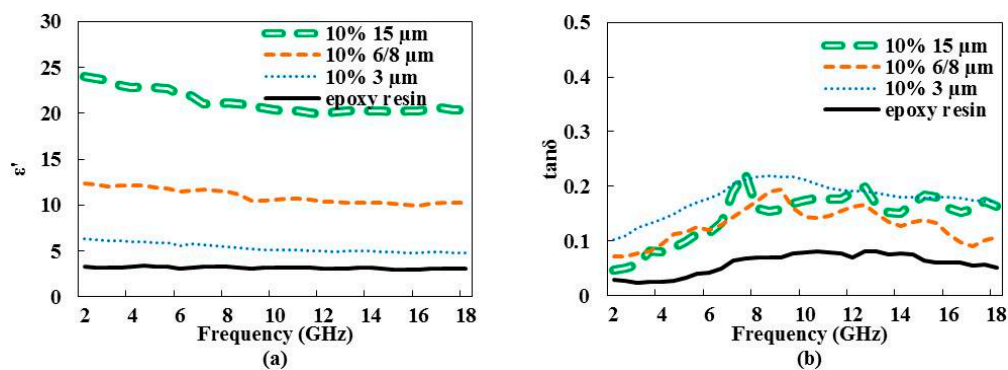 30
25
20
15
10
5
0
ε'
10% 15 μm
10% 6/8 μm
10% 3 μm
epoxy resin
2 4 6 8 10 12 14 16 18
Frequency (GHz)
(a)
0.5
0.4
0.3
0.2
0.1
0
tanδ
10% 15 μm
10% 6/8 μm
10% 3 μm
epoxy resin
2 4 6 8 10 12 14 16 18
Frequency (GHz)
(b)